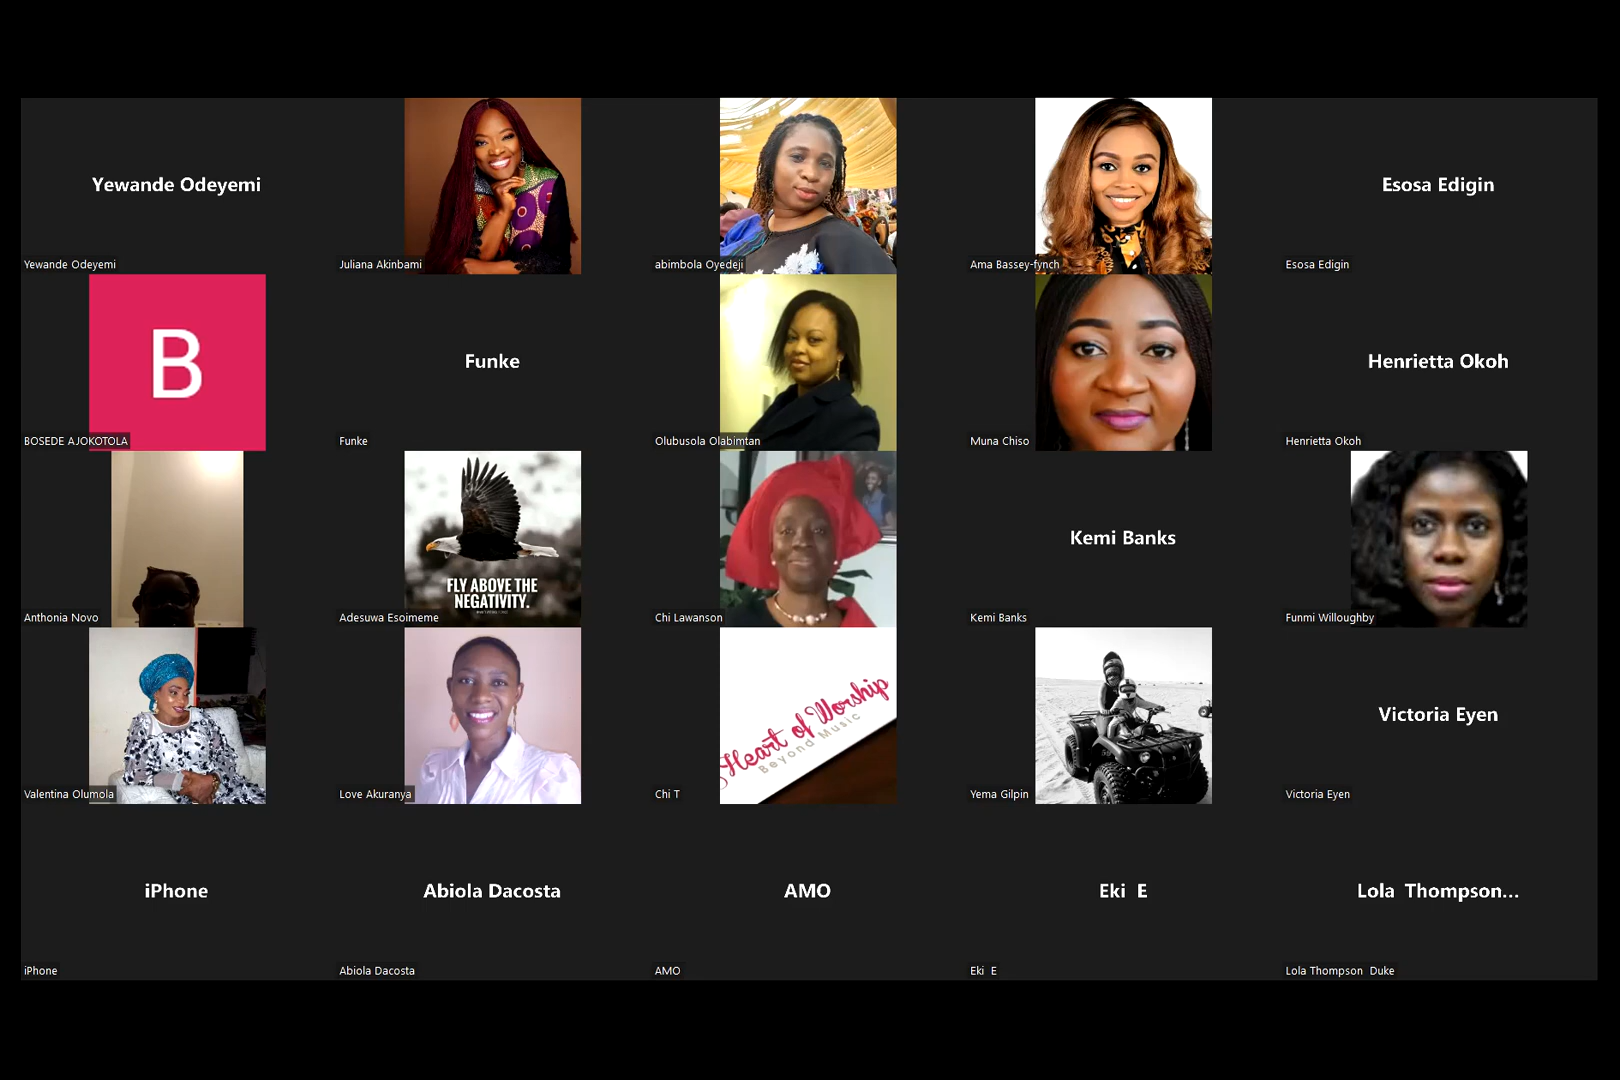 Yewande Odeyemi
Yewande Odeyemi
Juliana Akinbami
abimbola Oyedeji
Ama Bassey-fynch
Esosa Edigin
Esosa Edigin
B
BOSEDE AJOKOTOLA
Funke
Funke
Olubusola Olabimtan
Muna Chiso
Henrietta Okoh
Henrietta Okoh
Anthonia Novo
FLY ABOVE THE
NEGATIVITY.
Adesuwa Esoimeme
Chi Lawanson
Kemi Banks
Kemi Banks
Funmi Willoughby
Valentina Olumola
Love Akuranya
Heart of Worship
Beyond Music
Chi T
Yema Gilpin
Victoria Eyen
Victoria Eyen
iPhone
iPhone
Abiola Dacosta
Abiola Dacosta
AMO
AMO
Eki E
Eki E
Lola Thompson...
Lola Thompson Duke